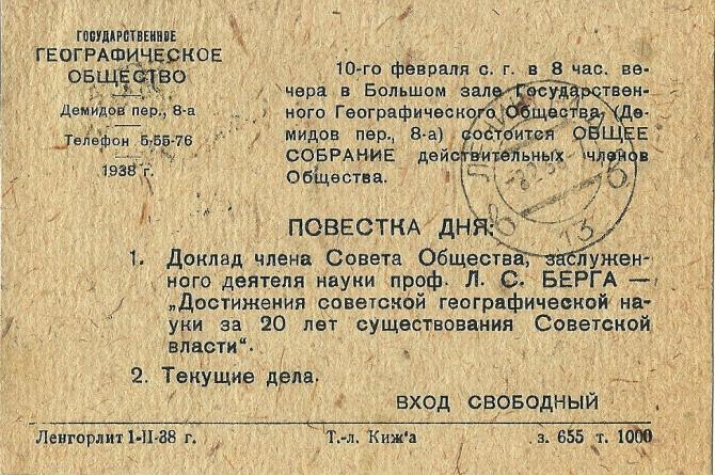 ГОСУДАРСТВЕННОЕ
ГЕОГРАФИЧЕСКОЕ
ОБЩЕСТВО
Демидов пер., 8-а
Телефон 5-55-76
1938 г.
10-го февраля с. г. в 8 час. ве-
чера в Большом зале Государствен-
ного Географического Общества (Де-
мидов пер., 8-а) состоится ОБЩЕЕ
СОБРАНИЕ действительных членов
Общества.
ПОВЕСТКА ДНЯ:
1. Доклад члена Совета Общества, заслужен-
ного деятеля науки проф. Л. С. БЕРГА —
„Достижения советской географической на-
уки за 20 лет существования Советской
власти“.
2. Текущие дела.
ВХОД СВОБОДНЫЙ
Ленгорлит 1-II-38 г. Т.-л. Киж'а з. 655 т. 1000